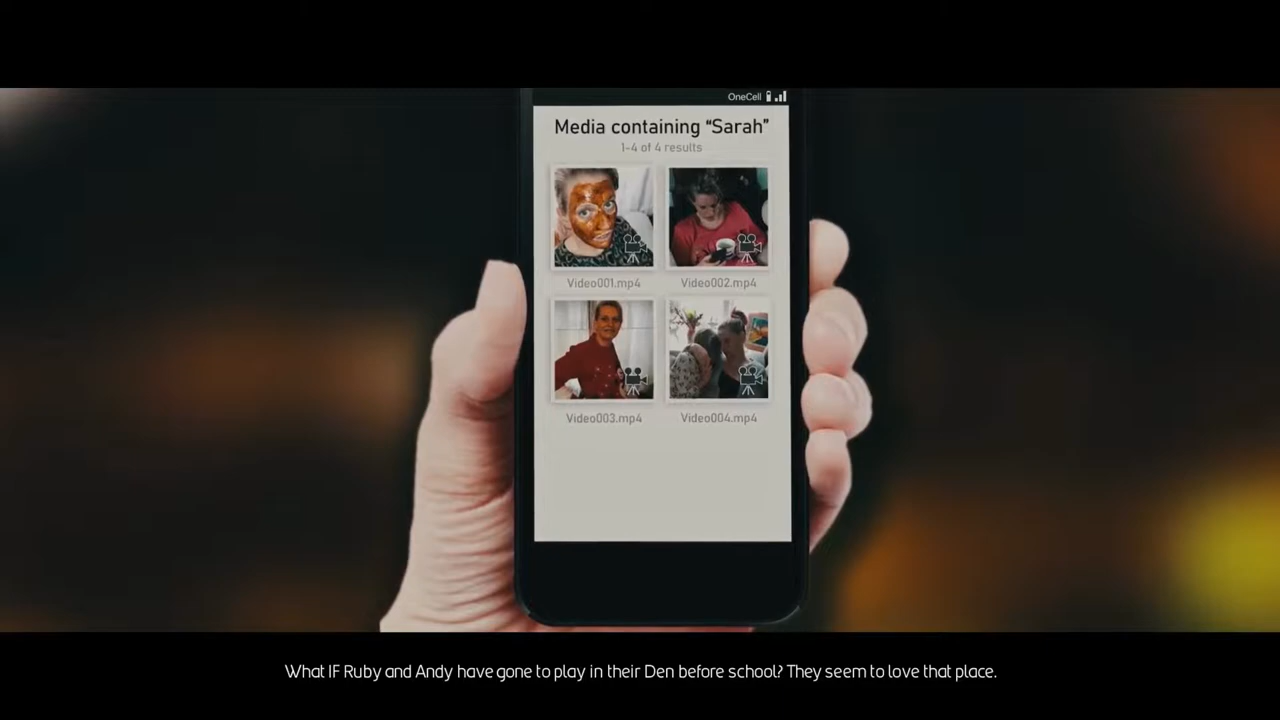 OneCell
Media containing “Sarah”
1-4 of 4 results
Video001.mp4 Video002.mp4
Video003.mp4 Video004.mp4
What IF Ruby and Andy have gone to play in their Den before school? They seem to love that place.